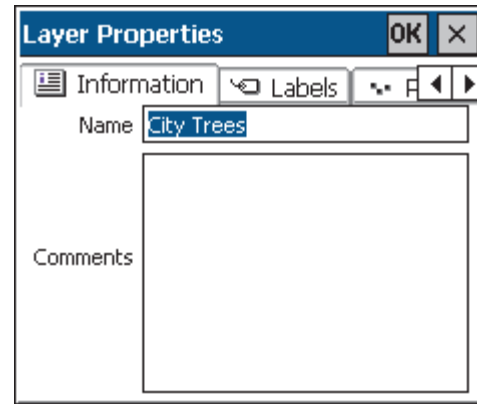 Layer Properties OK
Information Labels
Name City Trees
Comments